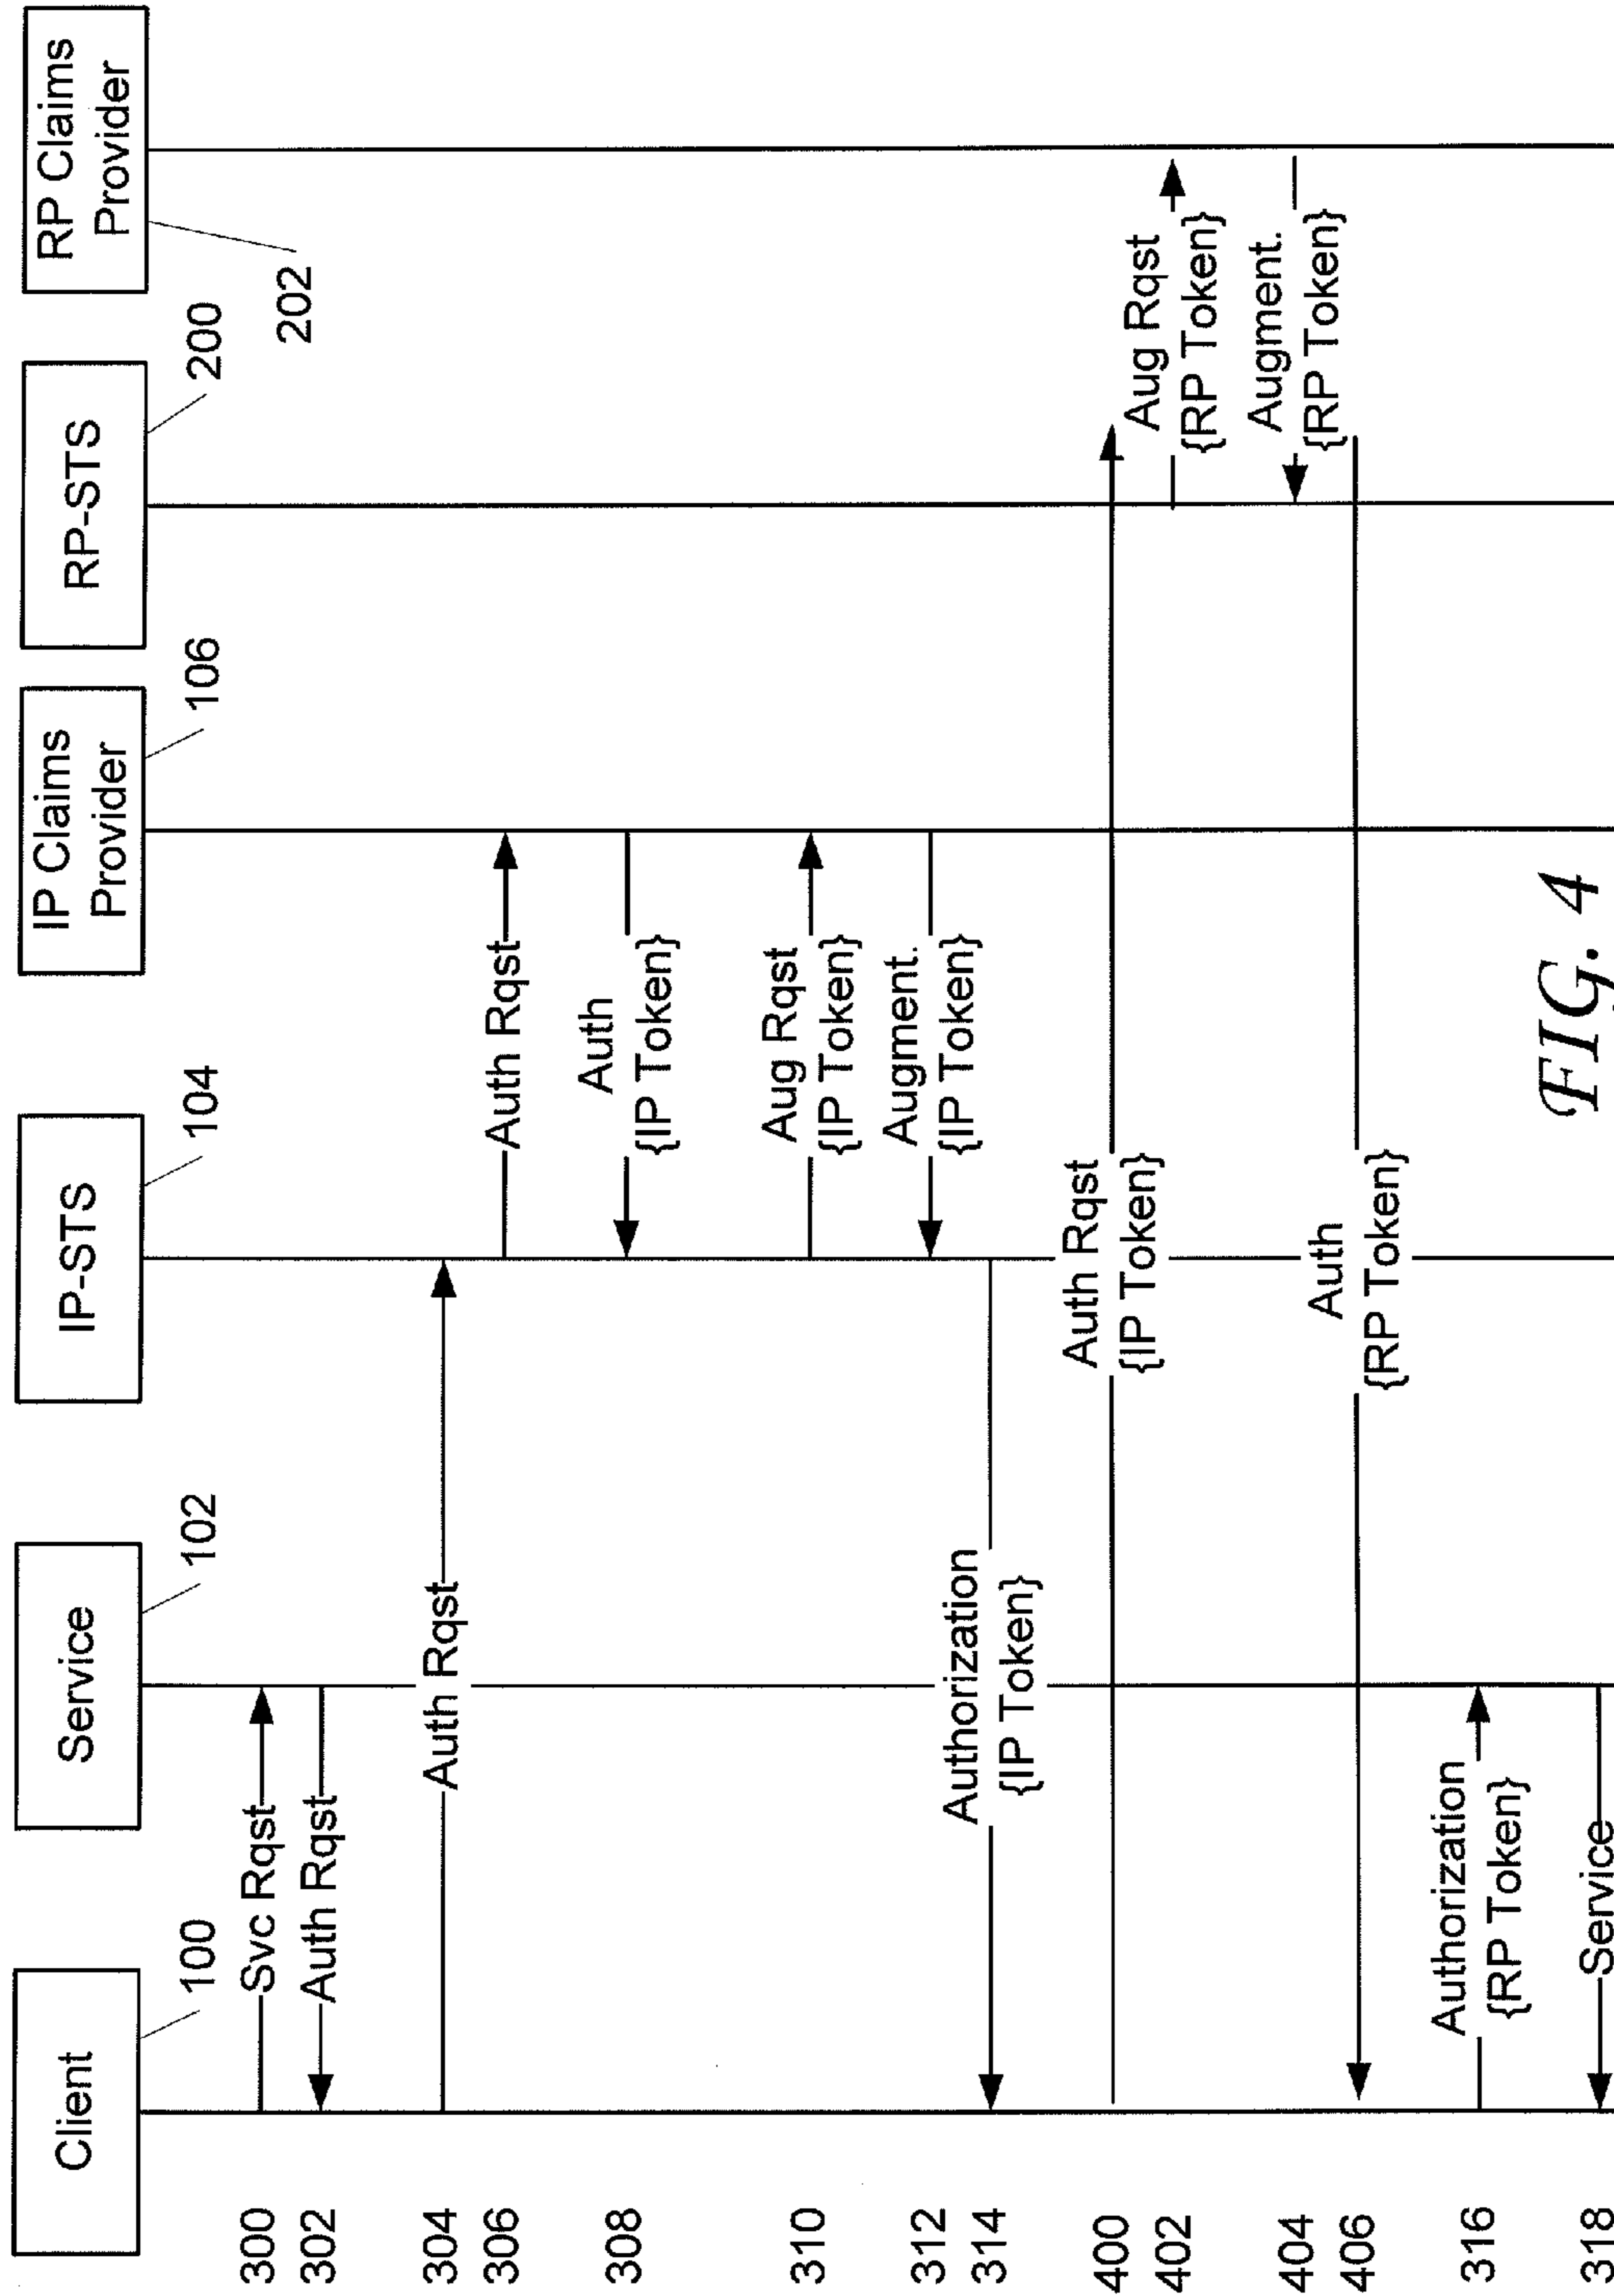 Client
100
Service
102
IP-STS
104
IP Claims
Provider
106
RP-STS
200
RP Claims
Provider
202
300
Svc Rqst
302
Auth Rqst
304
Auth Rqst
306
Auth Rqst
308
Auth
{IP Token}
310
Aug Rqst
{IP Token}
312
Augment.
{IP Token}
314
Authorization
{IP Token}
400
Auth Rqst
{IP Token}
402
Aug Rqst
{RP Token}
404
Augment.
{RP Token}
406
Auth
{RP Token}
316
Authorization
{RP Token}
318
Service
FIG. 4